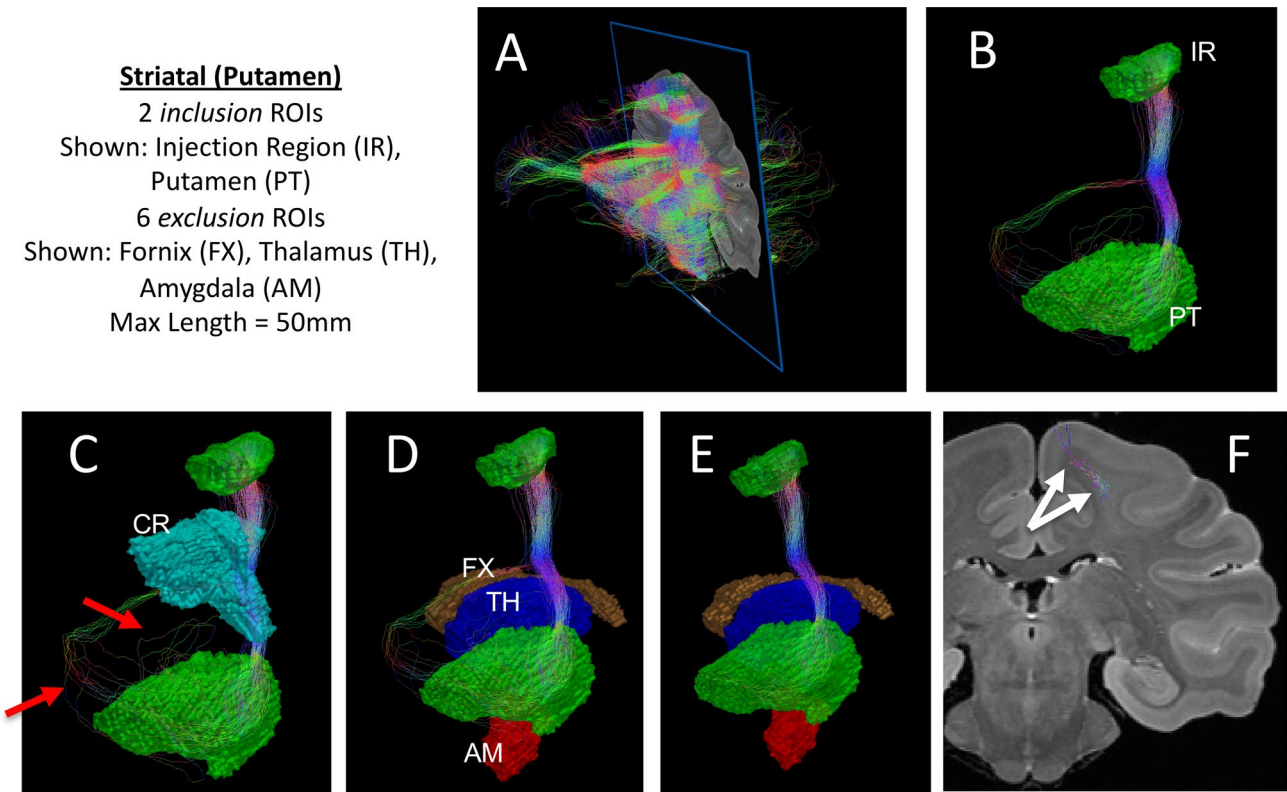 Striatal (Putamen)
2 inclusion ROIs
Shown: Injection Region (IR),
Putamen (PT)
6 exclusion ROIs
Shown: Fornix (FX), Thalamus (TH),
Amygdala (AM)
Max Length = 50mm
A
B
IR
PT
C
CR
D
FX
TH
AM
E
F